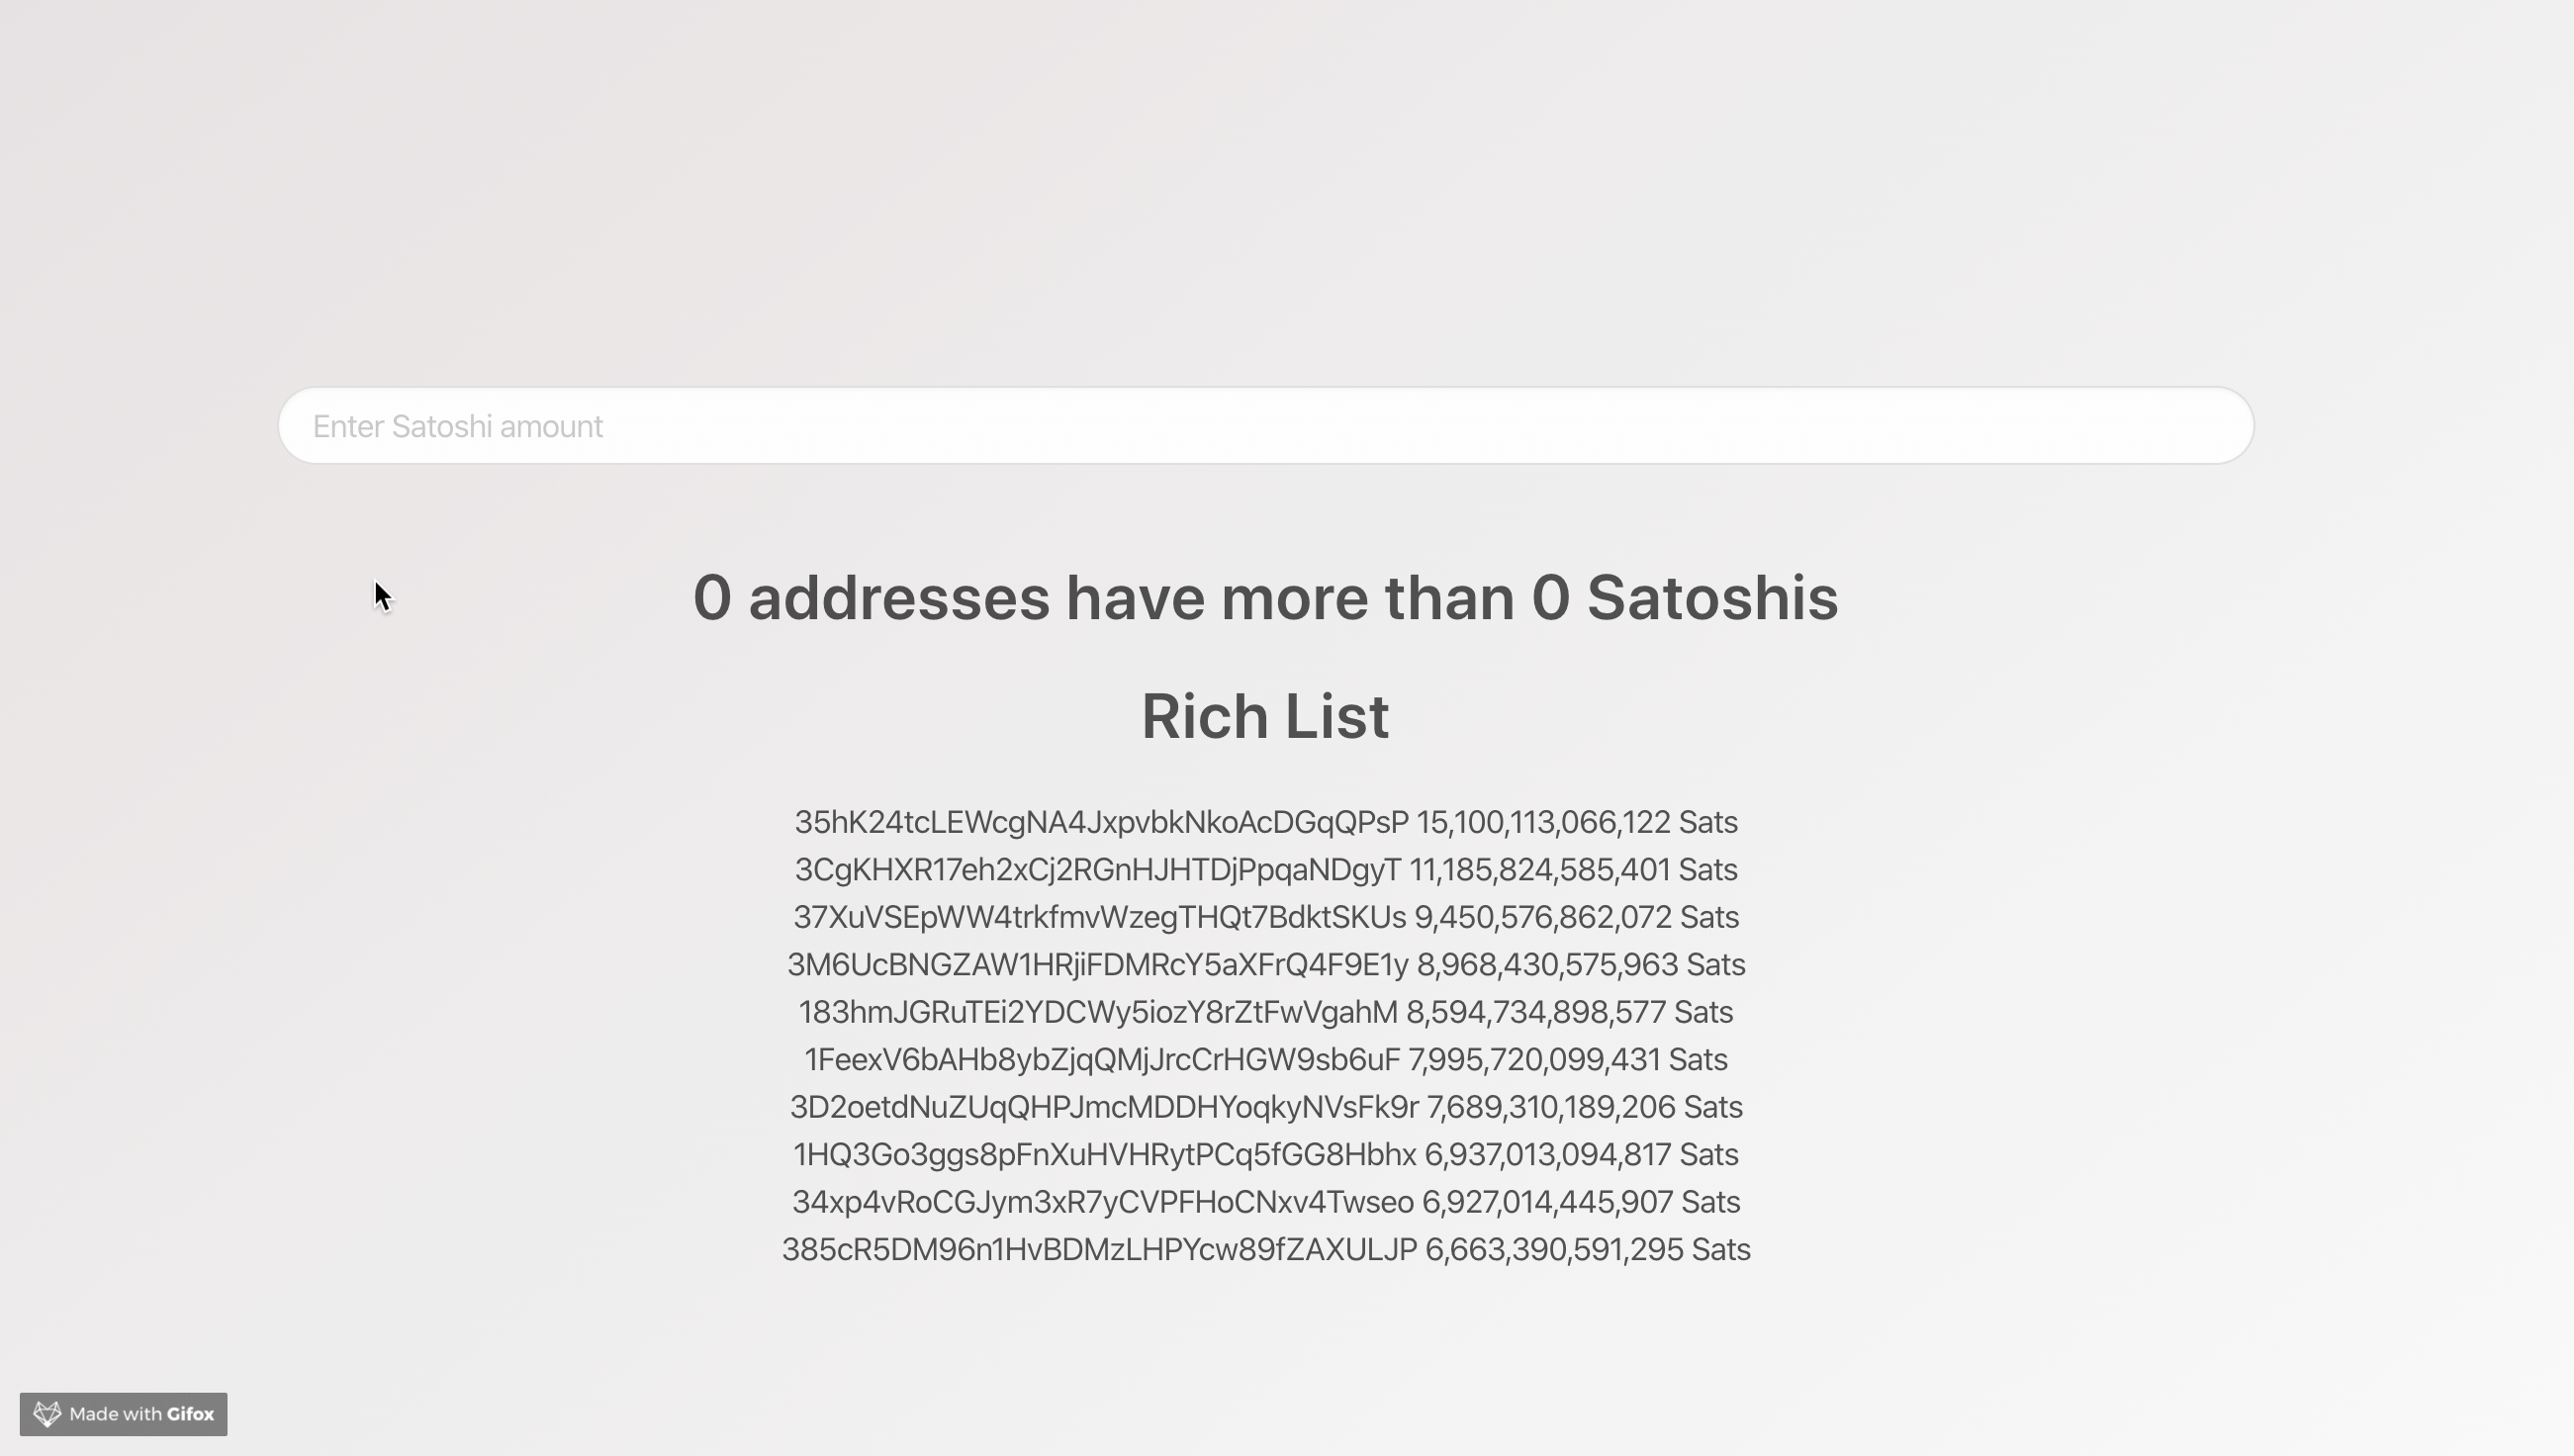 Enter Satoshi amount
0 addresses have more than 0 Satoshis
Rich List
35hK24tcLEWcgNA4JxpvbkNkoAcDGqQPsP 15,100,113,066,122 Sats
3CgKHXR17eh2xCj2RGnHJHTDjPpqaNDgyT 11,185,824,585,401 Sats
37XuVSEpWW4trkfmvWzegTHQt7BdktSKUs 9,450,576,862,072 Sats
3M6UcBNGZAW1HRjiFDMRcY5aXFrQ4F9E1y 8,968,430,575,963 Sats
183hmJGRuTEi2YDCWy5iozY8rZtFwVgahM 8,594,734,898,577 Sats
1FeexV6bAHb8ybZjqQMjJrcCrHGW9sb6uF 7,995,720,099,431 Sats
3D2oetdNuZUqQHPJmcMDDHYoqkyNVsFk9r 7,689,310,189,206 Sats
1HQ3Go3ggs8pFnXuHVHRytPCq5fGG8Hbhx 6,937,013,094,817 Sats
34xp4vRoCGJym3xR7yCVPFHoCNxv4Twseo 6,927,014,445,907 Sats
385cR5DM96n1HvBDMzLHPYcw89fZAXULJP 6,663,390,591,295 Sats
Made with Gifox